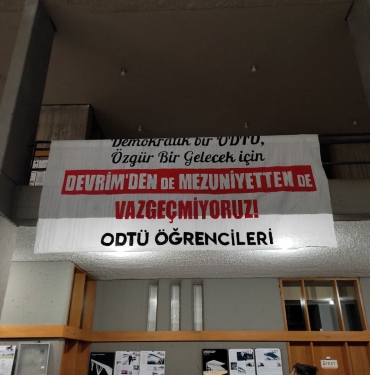 Demokratik bir ODTÜ,
Özgür Bir Gelecek için
DEVRİM'DEN DE MEZUNİYETTEN DE
VAZGEÇMİYORUZ!
ODTÜ ÖĞRENCİLERİ